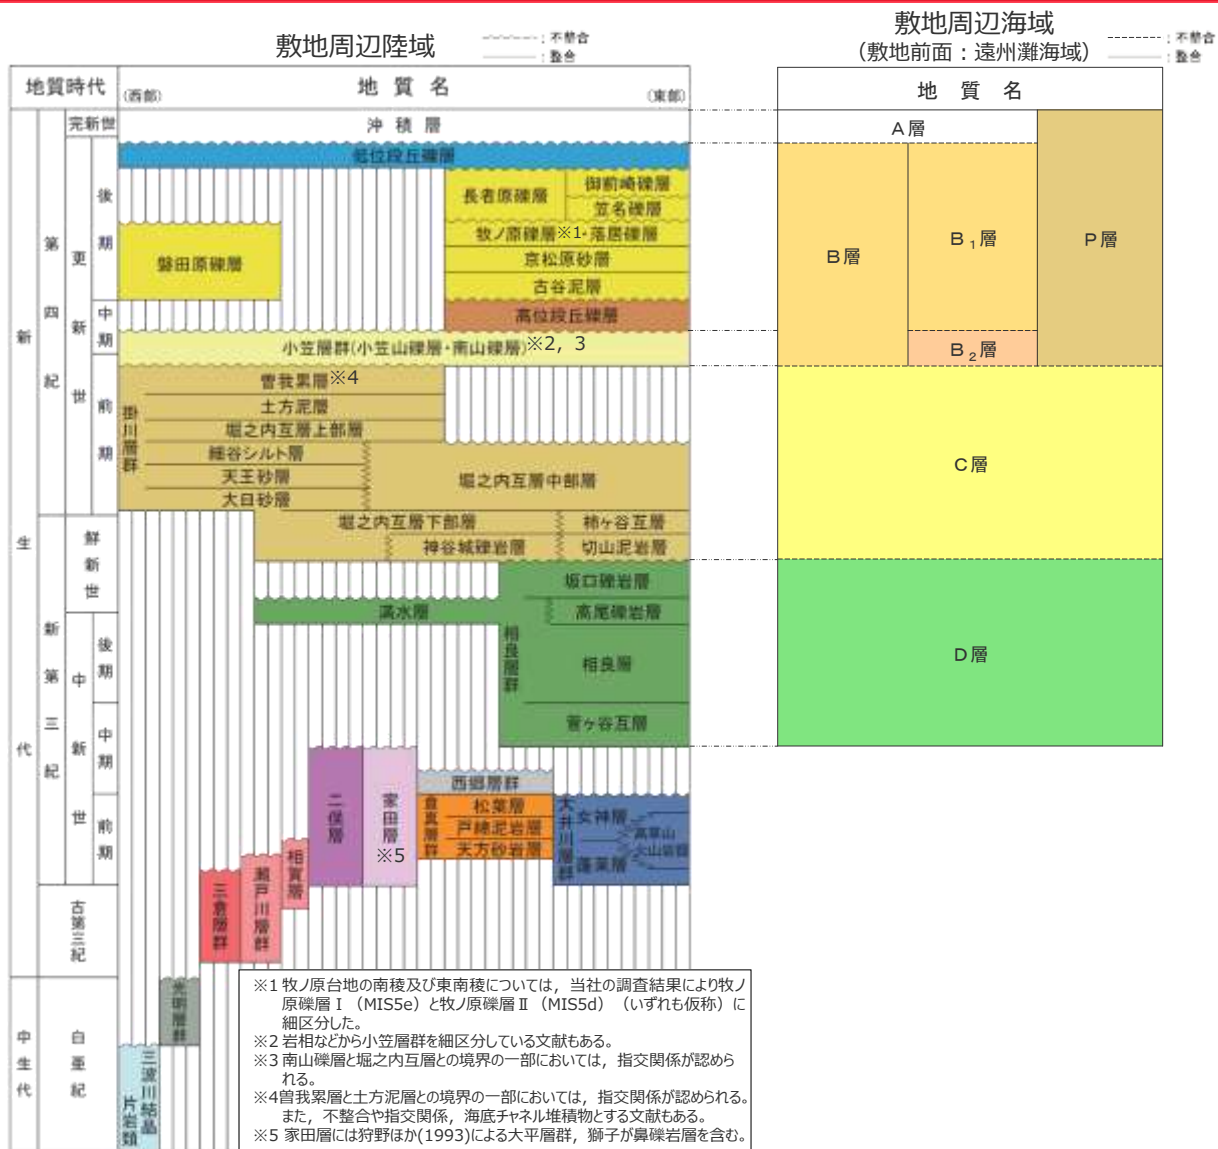 敷地周辺陸域
:不整合
:整合
敷地周辺海域
(敷地前面:遠州灘海域)
:不整合
:整合
地質時代
(西部)
地質名
(東部)
地質名
新生代
第四紀
完新世
更新世
後期
中期
前期
新第三紀
鮮新世
中新世
後期
中期
前期
古第三紀
中生代
白亜紀
沖積層
低位段丘礫層
長者原礫層
御前崎礫層
笠名礫層
牧ノ原礫層※1・落居礫層
京松原砂層
古谷泥層
磐田原礫層
高位段丘礫層
小笠層群(小笠山礫層・南山礫層)※2, 3
掛川層群
曽我累層※4
土方泥層
堀之内互層上部層
細谷シルト層
天王砂層
大日砂層
堀之内互層中部層
堀之内互層下部層
柿ヶ谷互層
神谷城礫岩層
切山泥岩層
坂口礫岩層
満水層
高尾礫岩層
相良層群
相良層
菅ヶ谷互層
二俣層
家田層
※5
西郷層群
倉真層群
松葉層
戸綿泥岩層
天方砂岩層
大井川層群
女神層
高草山
火山岩類
蓬莱層
相賀層
瀬戸川層群
三倉層群
光明層群
三波川結晶
片岩類
A層
B層
B₁層
B₂層
P層
C層
D層
※1 牧ノ原台地の南稜及び東南稜については，当社の調査結果により牧ノ
原礫層Ⅰ（MIS5e）と牧ノ原礫層Ⅱ（MIS5d）（いずれも仮称）に
細区分した。
※2 岩相などから小笠層群を細区分している文献もある。
※3 南山礫層と堀之内互層との境界の一部においては，指交関係が認めら
れる。
※4曽我累層と土方泥層との境界の一部においては，指交関係が認められる。
また，不整合や指交関係，海底チャネル堆積物とする文献もある。
※5 家田層には狩野ほか(1993)による大平層群，獅子が鼻礫岩層を含む。